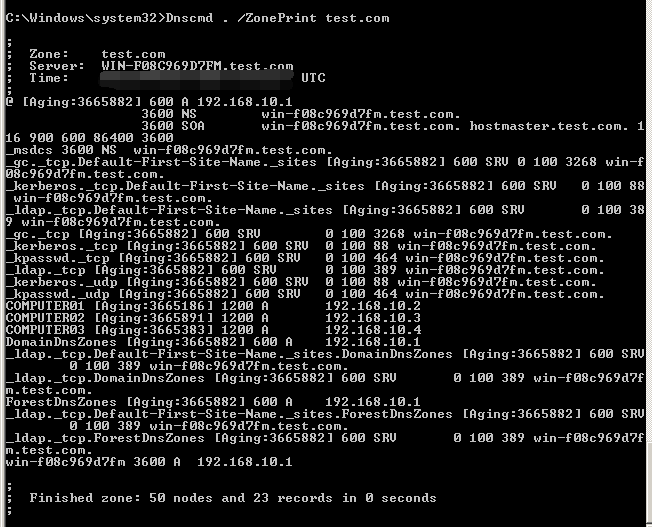 C:\Windows\system32>Dnscmd . /ZonePrint test.com
;
;  Zone:    test.com
;  Server:  WIN-F08C969D7FM.test.com
;  Time:    UTC
;
@ [Aging:3665882] 600 A 192.168.10.1
3600 NS    win-f08c969d7fm.test.com.
3600 SOA    win-f08c969d7fm.test.com. hostmaster.test.com. 1
16 900 600 86400 3600
_msdcs 3600 NS  win-f08c969d7fm.test.com.
_gc._tcp.Default-First-Site-Name._sites [Aging:3665882] 600 SRV 0 100 3268 win-f
08c969d7fm.test.com.
_kerberos._tcp.Default-First-Site-Name._sites [Aging:3665882] 600 SRV   0 100 88
win-f08c969d7fm.test.com.
_ldap._tcp.Default-First-Site-Name._sites [Aging:3665882] 600 SRV    0 100 38
9 win-f08c969d7fm.test.com.
_gc._tcp [Aging:3665882] 600 SRV    0 100 3268 win-f08c969d7fm.test.com.
_kerberos._tcp [Aging:3665882] 600 SRV    0 100 88 win-f08c969d7fm.test.com.
_kpasswd._tcp [Aging:3665882] 600 SRV    0 100 464 win-f08c969d7fm.test.com.
_ldap._tcp [Aging:3665882] 600 SRV    0 100 389 win-f08c969d7fm.test.com.
_kerberos._udp [Aging:3665882] 600 SRV    0 100 88 win-f08c969d7fm.test.com.
_kpasswd._udp [Aging:3665882] 600 SRV    0 100 464 win-f08c969d7fm.test.com.
COMPUTER01 [Aging:3665186] 1200 A    192.168.10.2
COMPUTER02 [Aging:3665891] 1200 A    192.168.10.3
COMPUTER03 [Aging:3665383] 1200 A    192.168.10.4
DomainDnsZones [Aging:3665882] 600 A    192.168.10.1
_ldap._tcp.Default-First-Site-Name._sites.DomainDnsZones [Aging:3665882] 600 SRV
0 100 389 win-f08c969d7fm.test.com.
_ldap._tcp.DomainDnsZones [Aging:3665882] 600 SRV    0 100 389 win-f08c969d7f
m.test.com.
ForestDnsZones [Aging:3665882] 600 A    192.168.10.1
_ldap._tcp.Default-First-Site-Name._sites.ForestDnsZones [Aging:3665882] 600 SRV
0 100 389 win-f08c969d7fm.test.com.
_ldap._tcp.ForestDnsZones [Aging:3665882] 600 SRV    0 100 389 win-f08c969d7f
m.test.com.
win-f08c969d7fm 3600 A  192.168.10.1
;
;  Finished zone: 50 nodes and 23 records in 0 seconds
;